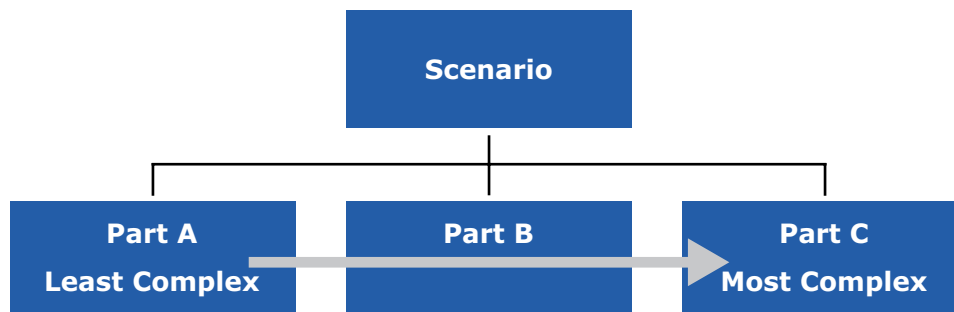 Scenario
Part A
Least Complex
Part B
Part C
Most Complex